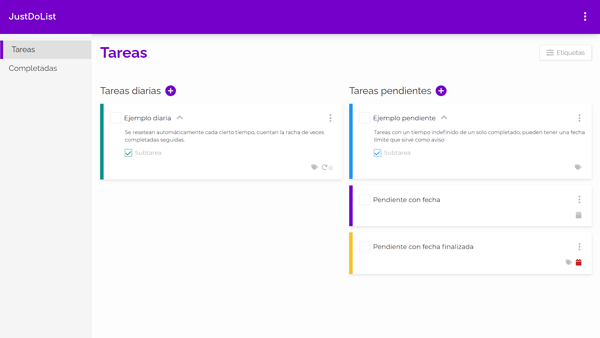 JustDoList
Tareas
Completadas
Tareas
Etiquetas
Tareas diarias
Ejemplo diaria
Se resetean automáticamente cada cierto tiempo, cuentan la racha de veces
completadas seguidas.
Subtarea
0
Tareas pendientes
Ejemplo pendiente
Tareas con un tiempo indefinido de un solo completado, pueden tener una fecha
límite que sirve como aviso
Subtarea
Pendiente con fecha
Pendiente con fecha finalizada